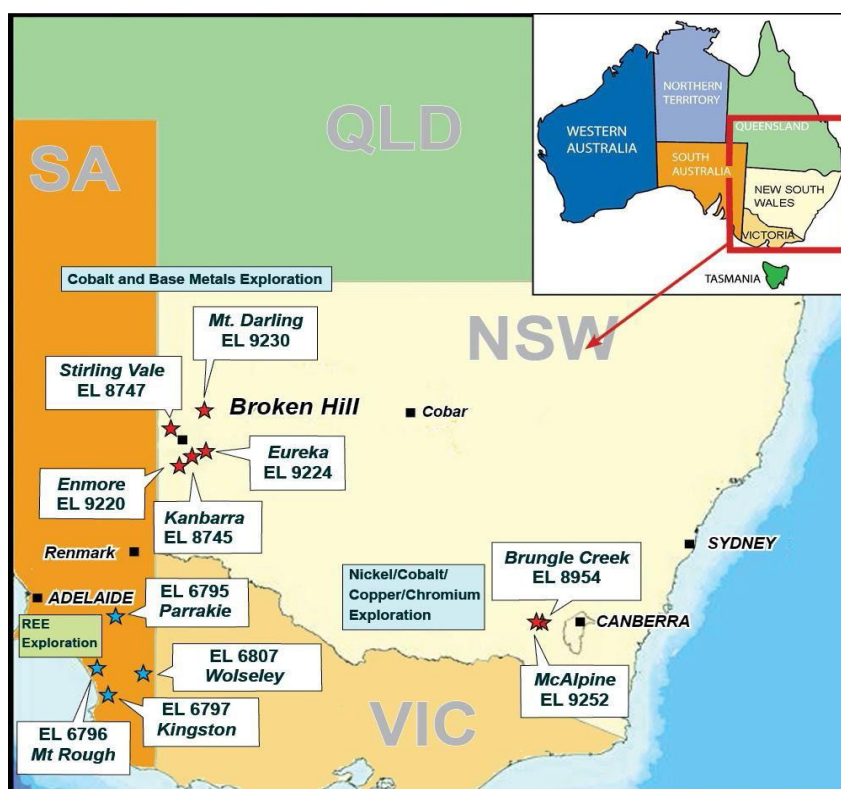 QLD
SA
NSW
VIC
NORTHERN
TERRITORY
WESTERN
AUSTRALIA
QUEENSLAND
SOUTH
AUSTRALIA
NEW SOUTH
WALES
VICTORIA
TASMANIA
Cobalt and Base Metals Exploration
Mt. Darling
EL 9230
Stirling Vale
EL 8747
Broken Hill
Cobar
Eureka
EL 9224
Enmore
EL 9220
Kanbarra
EL 8745
Renmark
SYDNEY
Brungle Creek
EL 8954
Nickel/Cobalt/
Copper/Chromium
Exploration
ADELAIDE
EL 6795
Parrakie
CANBERRA
REE
Exploration
EL 6807
Wolseley
McAlpine
EL 9252
EL 6797
Kingston
EL 6796
Mt Rough